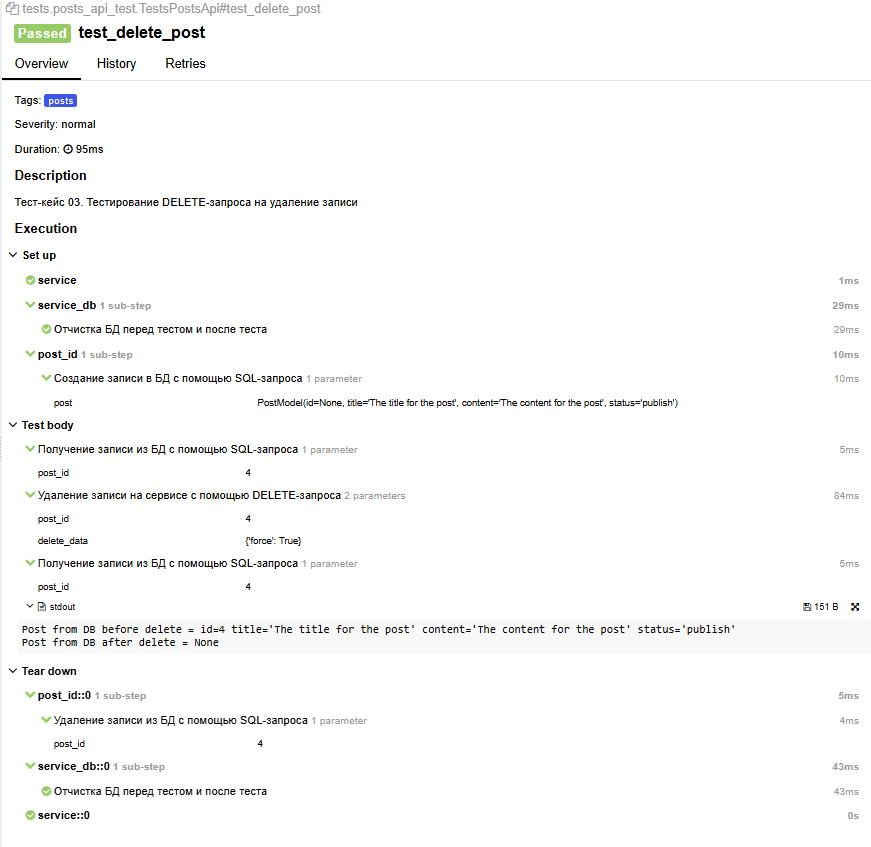 tests.posts_api_test.TestsPostsApi#test_delete_post
Passed test_delete_post
Overview History Retries
Tags: posts
Severity: normal
Duration: 95ms
Description
Тест-кейс 03. Тестирование DELETE-запроса на удаление записи
Execution
Set up
service 1ms
service_db 1 sub-step 29ms
Отчистка БД перед тестом и после теста 29ms
post_id 1 sub-step 10ms
Создание записи в БД с помощью SQL-запроса 1 parameter 10ms
post PostModel(id=None, title='The title for the post', content='The content for the post', status='publish')
Test body
Получение записи из БД с помощью SQL-запроса 1 parameter 5ms
post_id 4
Удаление записи на сервисе с помощью DELETE-запроса 2 parameters 84ms
post_id 4
delete_data {'force': True}
Получение записи из БД с помощью SQL-запроса 1 parameter 5ms
post_id 4
stdout 151 B
Post from DB before delete = id=4 title='The title for the post' content='The content for the post' status='publish'
Post from DB after delete = None
Tear down
post_id::0 1 sub-step 5ms
Удаление записи из БД с помощью SQL-запроса 1 parameter 4ms
post_id 4
service_db::0 1 sub-step 43ms
Отчистка БД перед тестом и после теста 43ms
service::0 0s